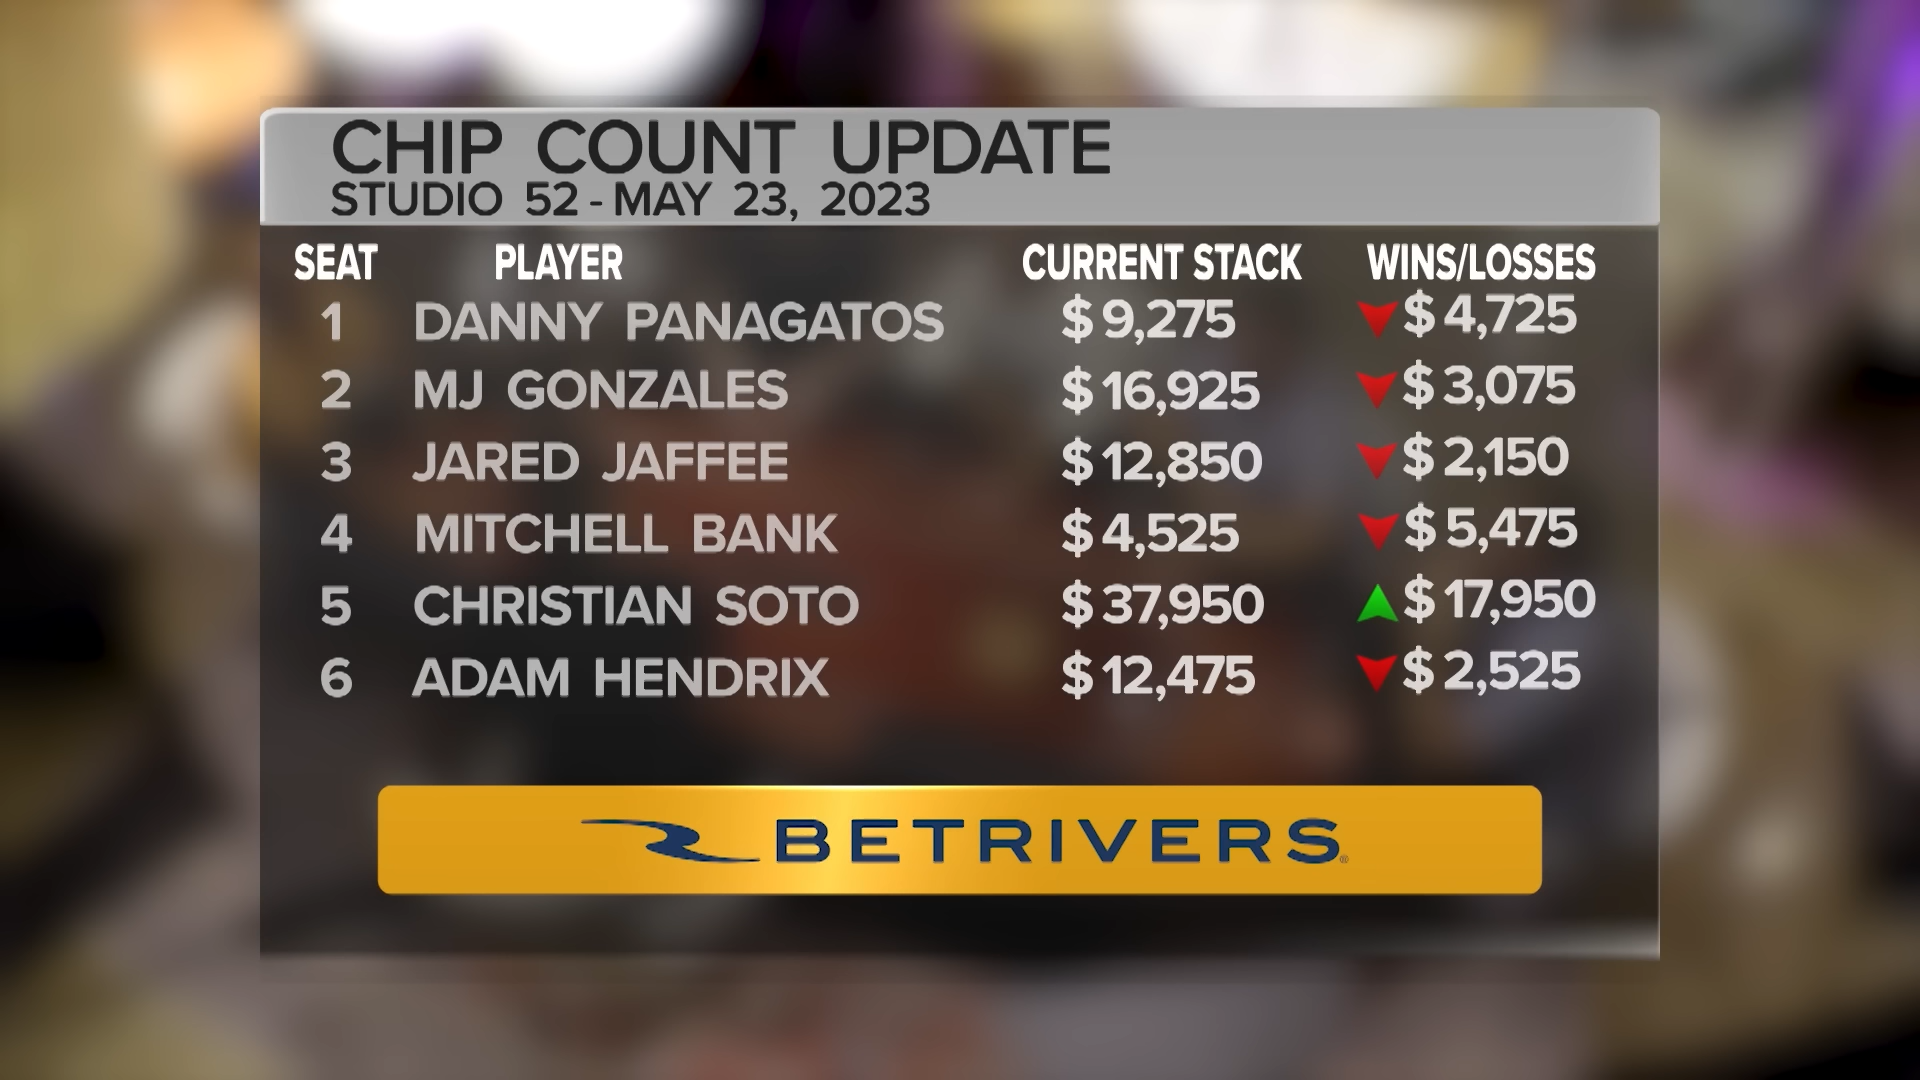 CHIP COUNT UPDATE
STUDIO 52 - MAY 23, 2023
SEAT PLAYER CURRENT STACK WINS/LOSSES
1 DANNY PANAGATOS $ 9,275 $ 4,725
2 MJ GONZALES $ 16,925 $ 3,075
3 JARED JAFFEE $ 12,850 $ 2,150
4 MITCHELL BANK $ 4,525 $ 5,475
5 CHRISTIAN SOTO $ 37,950 $ 17,950
6 ADAM HENDRIX $ 12,475 $ 2,525
BETRIVERS®